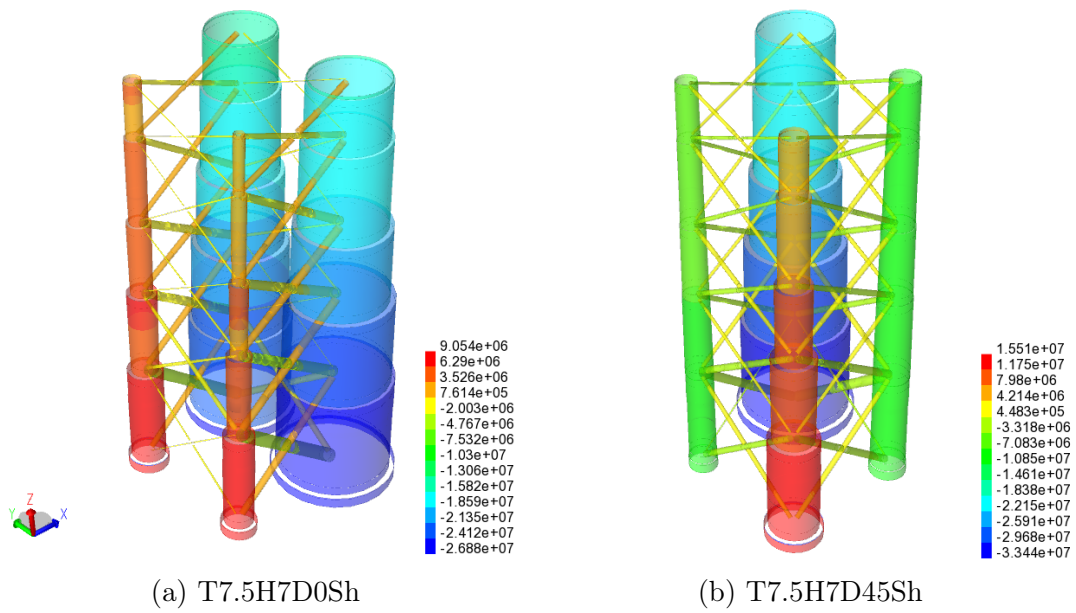 9.054e+06
6.29e+06
3.526e+06
7.614e+05
-2.003e+06
-4.767e+06
-7.532e+06
-1.03e+07
-1.306e+07
-1.582e+07
-1.859e+07
-2.135e+07
-2.412e+07
-2.688e+07
Z
Y
X
(a) T7.5H7D0Sh
1.551e+07
1.175e+07
7.98e+06
4.214e+06
4.483e+05
-3.318e+06
-7.083e+06
-1.085e+07
-1.461e+07
-1.838e+07
-2.215e+07
-2.591e+07
-2.968e+07
-3.344e+07
(b) T7.5H7D45Sh